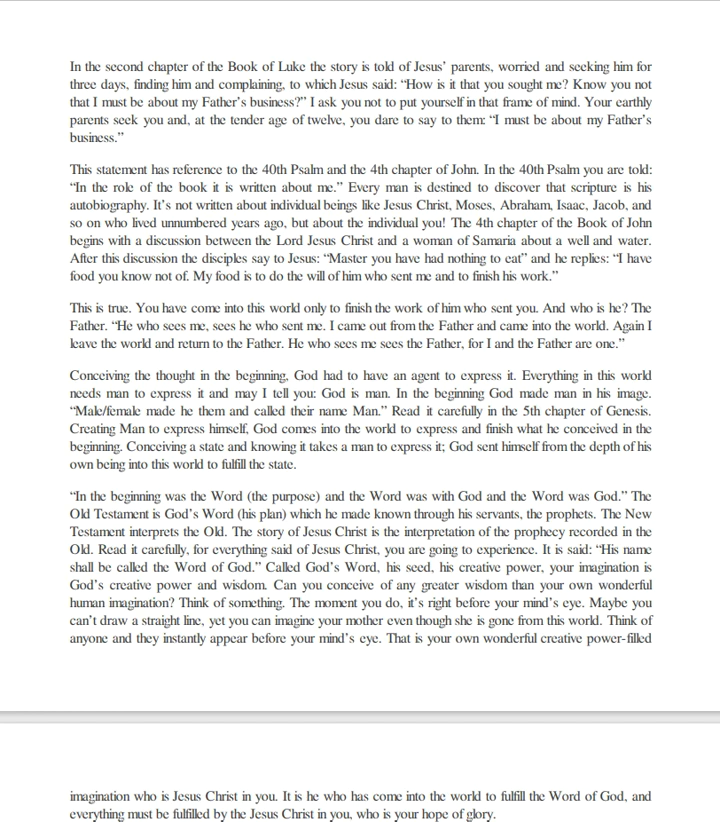 In the second chapter of the Book of Luke the story is told of Jesus’ parents, worried and seeking him for
three days, finding him and complaining, to which Jesus said: “How is it that you sought me? Know you not
that I must be about my Father’s business?” I ask you not to put yourself in that frame of mind. Your earthly
parents seek you and, at the tender age of twelve, you dare to say to them: “I must be about my Father’s
business.”
This statement has reference to the 40th Psalm and the 4th chapter of John. In the 40th Psalm you are told:
“In the role of the book it is written about me.” Every man is destined to discover that scripture is his
autobiography. It’s not written about individual beings like Jesus Christ, Moses, Abraham, Isaac, Jacob, and
so on who lived unnumbered years ago, but about the individual you! The 4th chapter of the Book of John
begins with a discussion between the Lord Jesus Christ and a woman of Samaria about a well and water.
After this discussion the disciples say to Jesus: “Master you have had nothing to eat” and he replies: “I have
food you know not of. My food is to do the will of him who sent me and to finish his work.”
This is true. You have come into this world only to finish the work of him who sent you. And who is he? The
Father. “He who sees me, sees he who sent me. I came out from the Father and came into the world. Again I
leave the world and return to the Father. He who sees me sees the Father, for I and the Father are one.”
Conceiving the thought in the beginning, God had to have an agent to express it. Everything in this world
needs man to express it and may I tell you: God is man. In the beginning God made man in his image.
“Male/female made he them and called their name Man.” Read it carefully in the 5th chapter of Genesis.
Creating Man to express himself, God comes into the world to express and finish what he conceived in the
beginning. Conceiving a state and knowing it takes a man to express it; God sent himself from the depth of his
own being into this world to fulfill the state.
“In the beginning was the Word (the purpose) and the Word was with God and the Word was God.” The
Old Testament is God’s Word (his plan) which he made known through his servants, the prophets. The New
Testament interprets the Old. The story of Jesus Christ is the interpretation of the prophecy recorded in the
Old. Read it carefully, for everything said of Jesus Christ, you are going to experience. It is said: “His name
shall be called the Word of God.” Called God’s Word, his seed, his creative power, your imagination is
God’s creative power and wisdom. Can you conceive of any greater wisdom than your own wonderful
human imagination? Think of something. The moment you do, it’s right before your mind’s eye. Maybe you
can’t draw a straight line, yet you can imagine your mother even though she is gone from this world. Think of
anyone and they instantly appear before your mind’s eye. That is your own wonderful creative power-filled
imagination who is Jesus Christ in you. It is he who has come into the world to fulfill the Word of God, and
everything must be fulfilled by the Jesus Christ in you, who is your hope of glory.